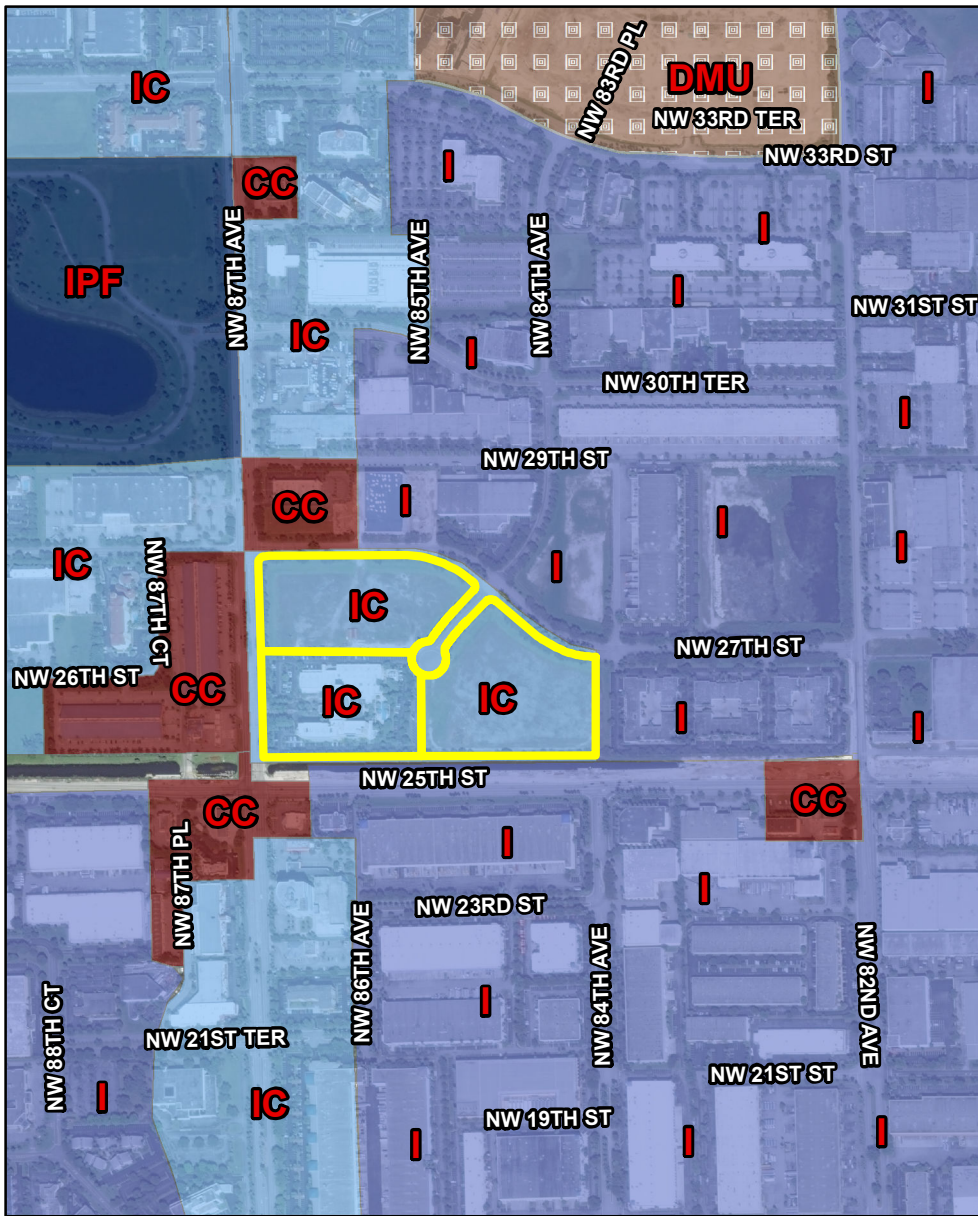 IC
DMU
I
NW 83RD PL
NW 33RD TER
NW 33RD ST
I
CC
NW 87TH AVE
I
IPF
I
NW 85TH AVE
NW 84TH AVE
NW 31ST ST
IC
I
NW 30TH TER
I
NW 29TH ST
CC
I
I
I
IC
NW 87TH CT
I
IC
NW 26TH ST
CC
IC
IC
NW 27TH ST
I
I
NW 25TH ST
CC
CC
NW 87TH PL
I
I
NW 23RD ST
NW 86TH AVE
NW 84TH AVE
NW 82ND AVE
I
NW 88TH CT
NW 21ST TER
NW 21ST ST
I
IC
NW 19TH ST
I
I
I